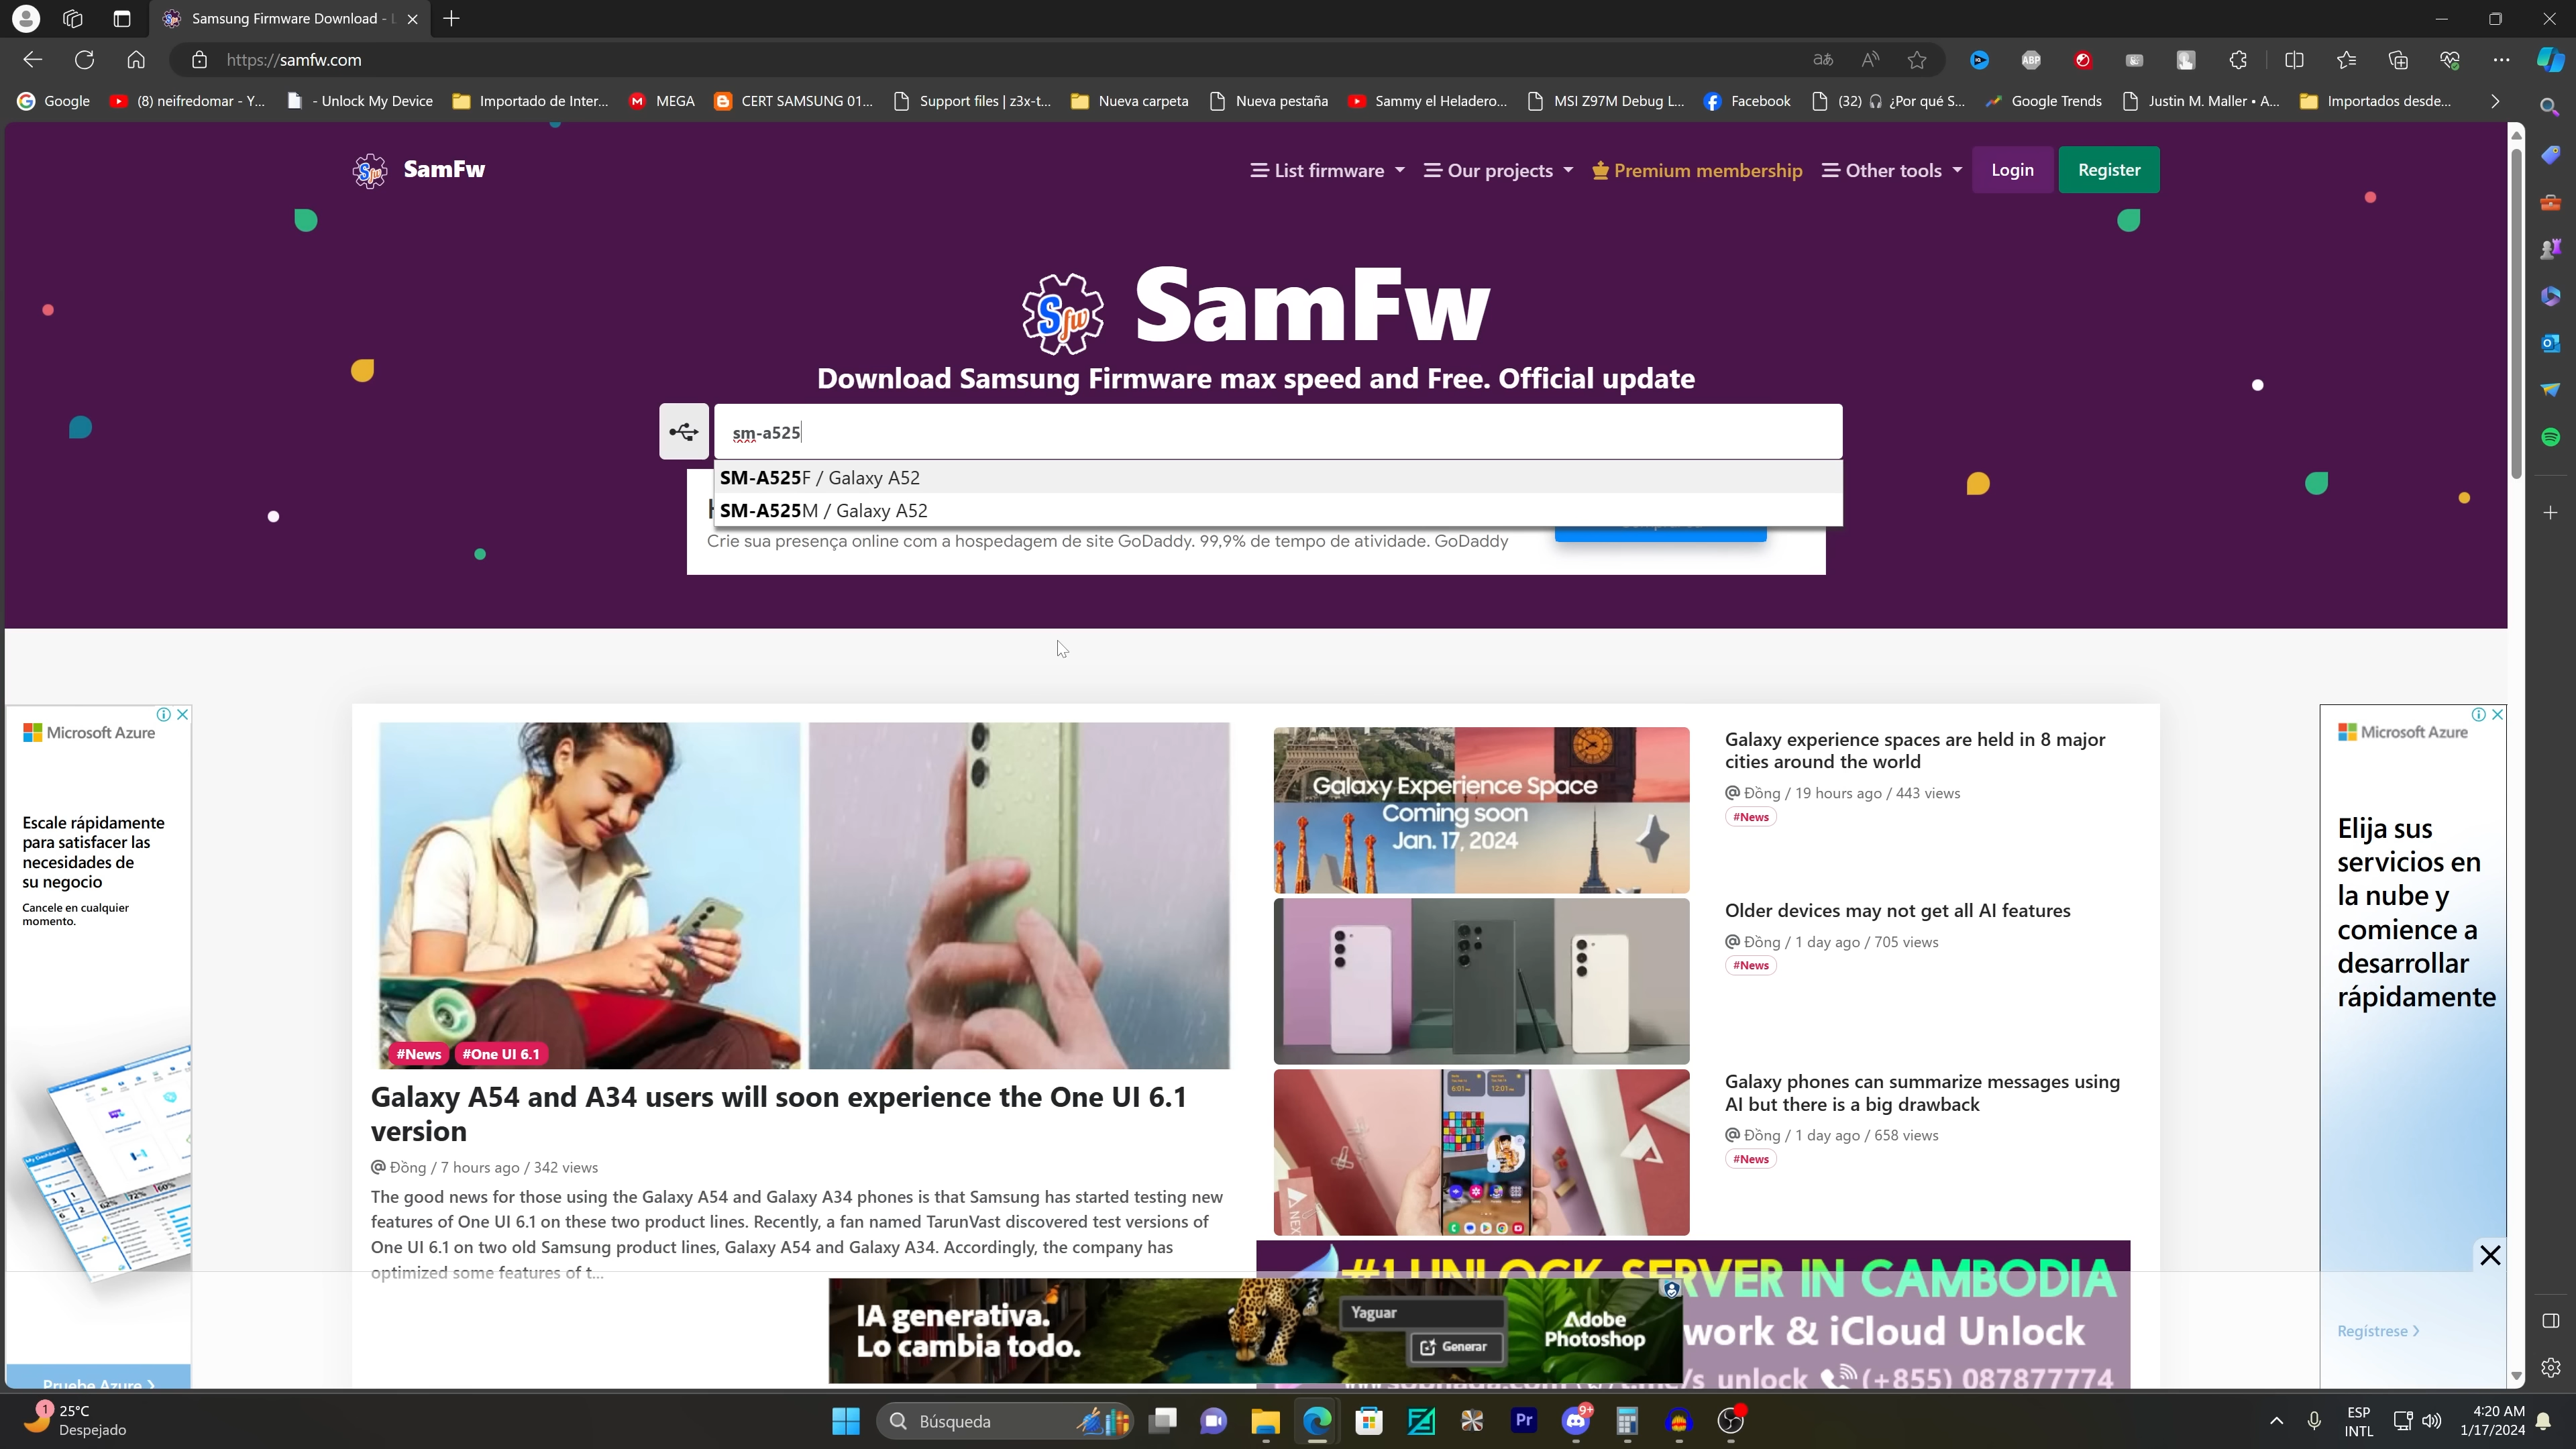 Samsung Firmware Download -
https://samfw.com
Google
(8) neifredomar - Y...
- Unlock My Device
Importado de Inter...
MEGA
CERT SAMSUNG 01...
Support files | z3x-t...
Nueva carpeta
Nueva pestaña
Sammy el Heladero...
MSI Z97M Debug L...
Facebook
(32) 🎧 ¿Por qué S...
Google Trends
Justin M. Maller • A...
Importados desde...
SamFw
List firmware
Our projects
Premium membership
Other tools
Login
Register
Sfw
SamFw
Download Samsung Firmware max speed and Free. Official update
sm-a525
SM-A525F / Galaxy A52
SM-A525M / Galaxy A52
Crie sua presença online com a hospedagem de site GoDaddy. 99,9% de tempo de atividade. GoDaddy
Microsoft Azure
Escale rápidamente
para satisfacer las
necesidades de
su negocio
Cancele en cualquier
momento.
Pruebe Azure >
#News
#One UI 6.1
Galaxy A54 and A34 users will soon experience the One UI 6.1
version
@ Đồng / 7 hours ago / 342 views
The good news for those using the Galaxy A54 and Galaxy A34 phones is that Samsung has started testing new
features of One UI 6.1 on these two product lines. Recently, a fan named TarunVast discovered test versions of
One UI 6.1 on two old Samsung product lines, Galaxy A54 and Galaxy A34. Accordingly, the company has
optimized some features of t...
Galaxy Experience Space
Coming soon
Jan. 17, 2024
Galaxy experience spaces are held in 8 major
cities around the world
@ Đồng / 19 hours ago / 443 views
#News
Older devices may not get all AI features
@ Đồng / 1 day ago / 705 views
#News
Galaxy phones can summarize messages using
AI but there is a big drawback
@ Đồng / 1 day ago / 658 views
#News
Microsoft Azure
Elija sus
servicios en
la nube y
comience a
desarrollar
rápidamente
Regístrese >
#1 UNLOCK SERVER IN CAMBODIA
work & iCloud Unlock
unlock (+855) 087877774
IA generativa.
Lo cambia todo.
Yaguar
Generar
Adobe
Photoshop
1
25°C
Despejado
Búsqueda
Pr
9+
ESP
INTL
4:20 AM
1/17/2024